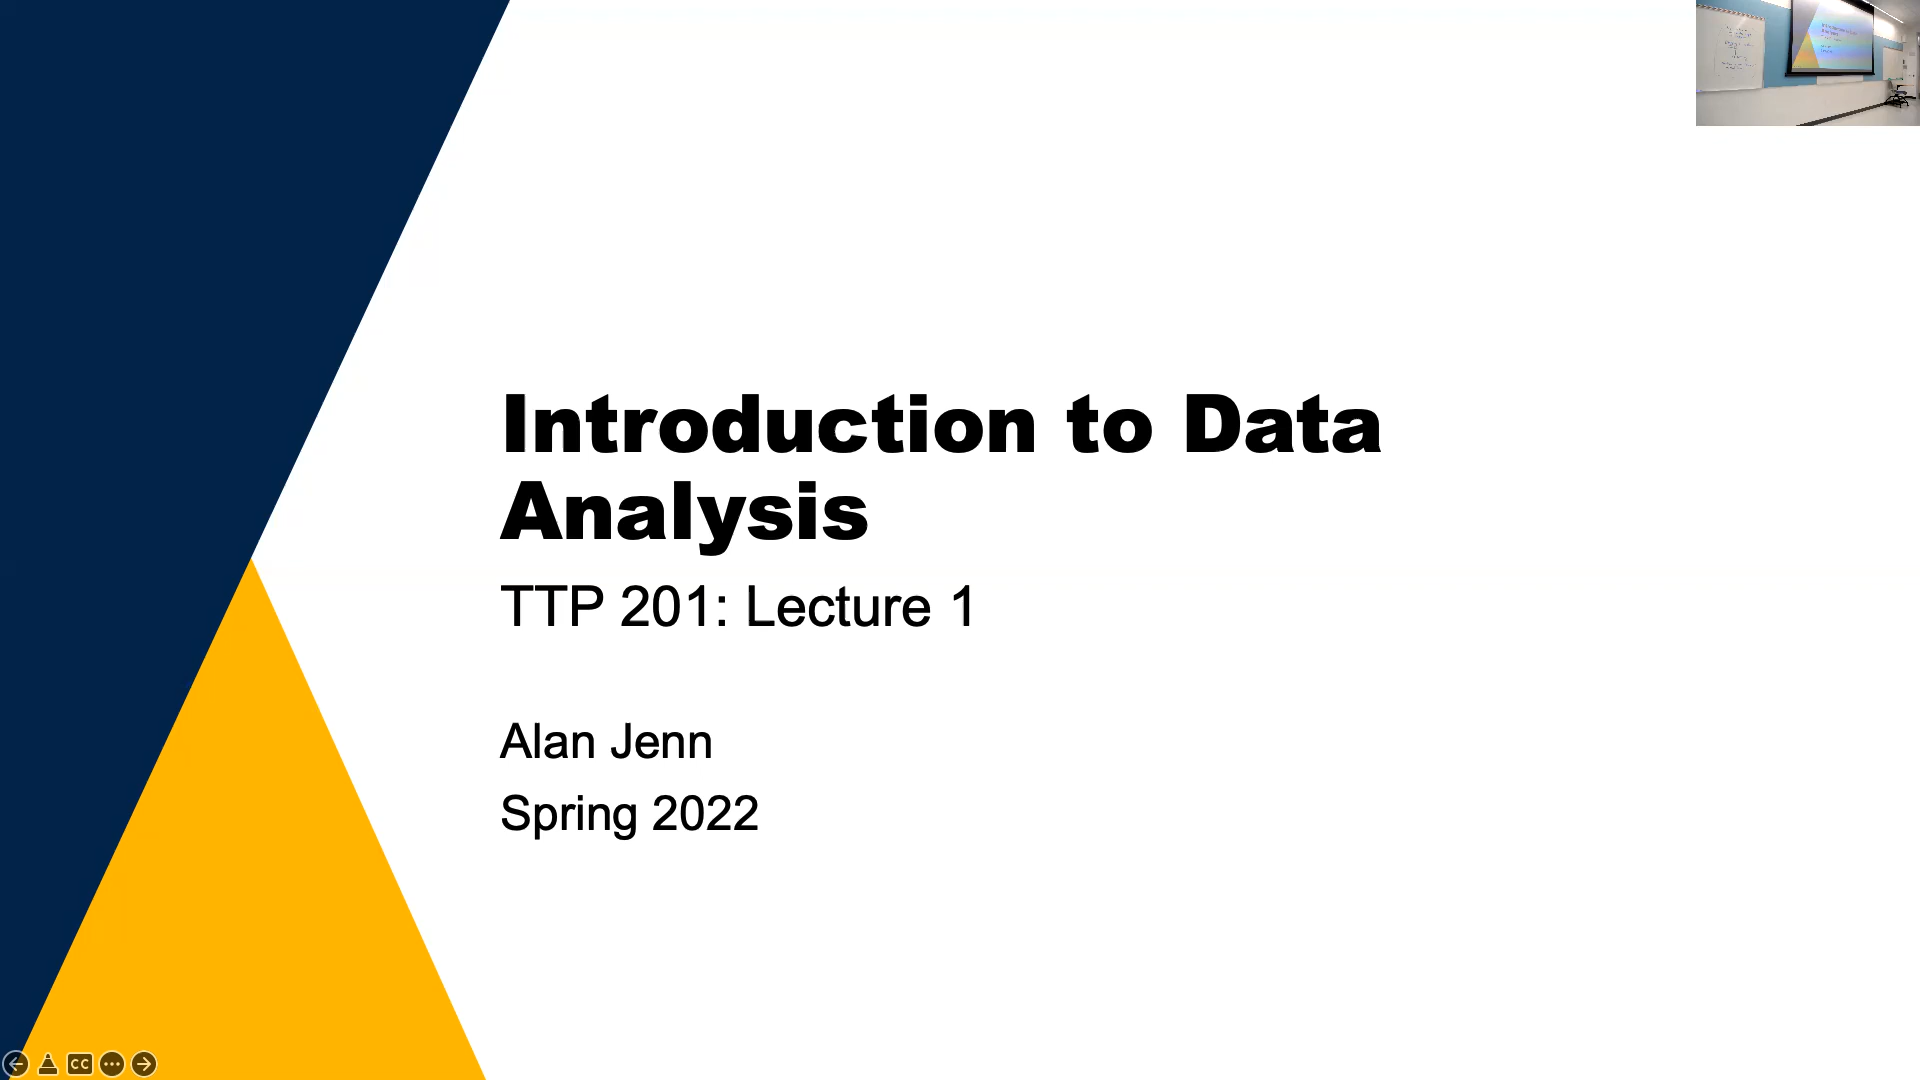 Introduction to Data
Analysis
TTP 201: Lecture 1
Alan Jenn
Spring 2022
CC